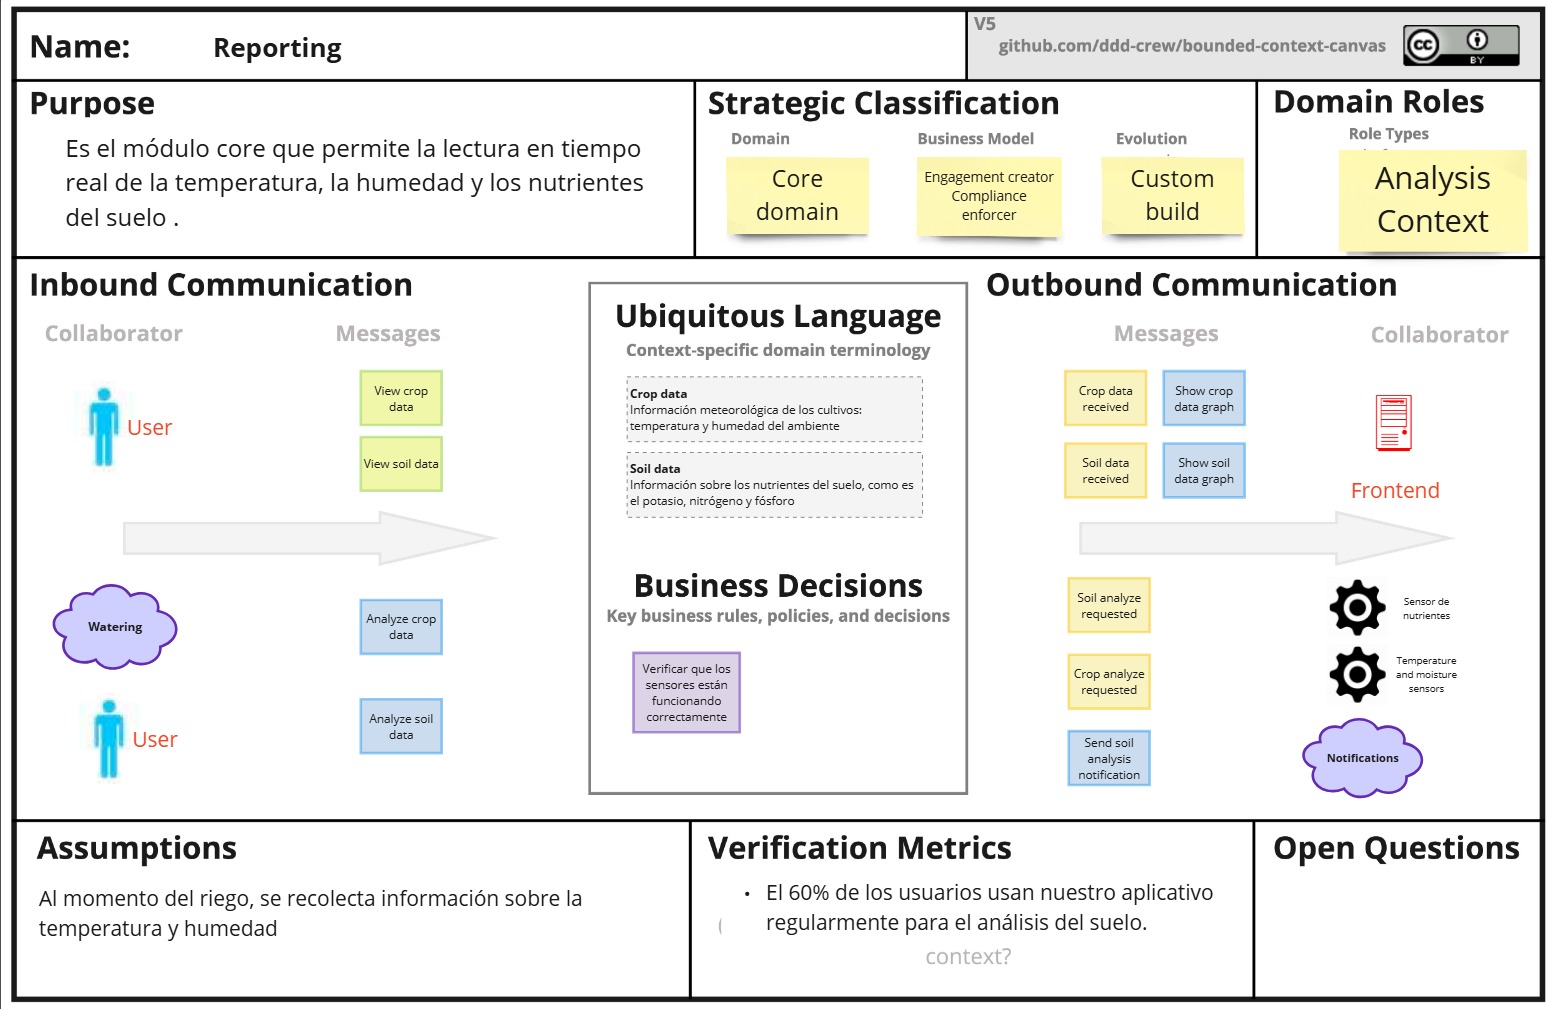 Name:
Reporting
V5
github.com/ddd-crew/bounded-context-canvas
cc
BY
Purpose
Es el módulo core que permite la lectura en tiempo
real de la temperatura, la humedad y los nutrientes
del suelo .
Strategic Classification
Domain
Core
domain
Business Model
Engagement creator
Compliance
enforcer
Evolution
Custom
build
Domain Roles
Role Types
Analysis
Context
Inbound Communication
Collaborator
Messages
User
View crop
data
View soil data
Watering
Analyze crop
data
User
Analyze soil
data
Ubiquitous Language
Context-specific domain terminology
Crop data
Información meteorológica de los cultivos:
temperatura y humedad del ambiente
Soil data
Información sobre los nutrientes del suelo, como es
el potasio, nitrógeno y fósforo
Business Decisions
Key business rules, policies, and decisions
Verificar que los
sensores están
funcionando
correctamente
Outbound Communication
Messages
Collaborator
Crop data
received
Show crop
data graph
Soil data
received
Show soil
data graph
Frontend
Soil analyze
requested
Sensor de
nutrientes
Crop analyze
requested
Temperature
and moisture
sensors
Send soil
analysis
notification
Notifications
Assumptions
Al momento del riego, se recolecta información sobre la
temperatura y humedad
Verification Metrics
• El 60% de los usuarios usan nuestro aplicativo
regularmente para el análisis del suelo.
context?
Open Questions